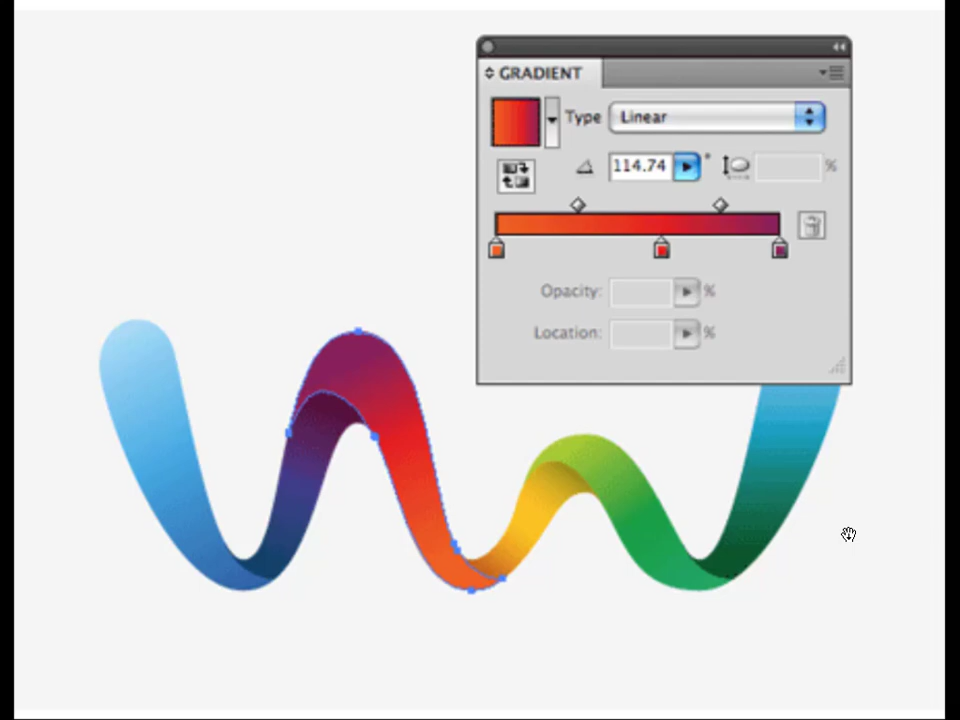 GRADIENT
Type Linear
114.74 ° %
Opacity: %
Location: %